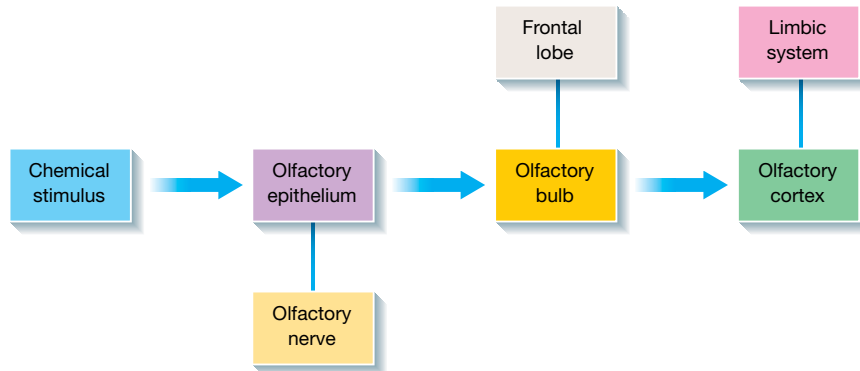 Frontal
lobe
Limbic
system
Chemical
stimulus
Olfactory
epithelium
Olfactory
bulb
Olfactory
cortex
Olfactory
nerve